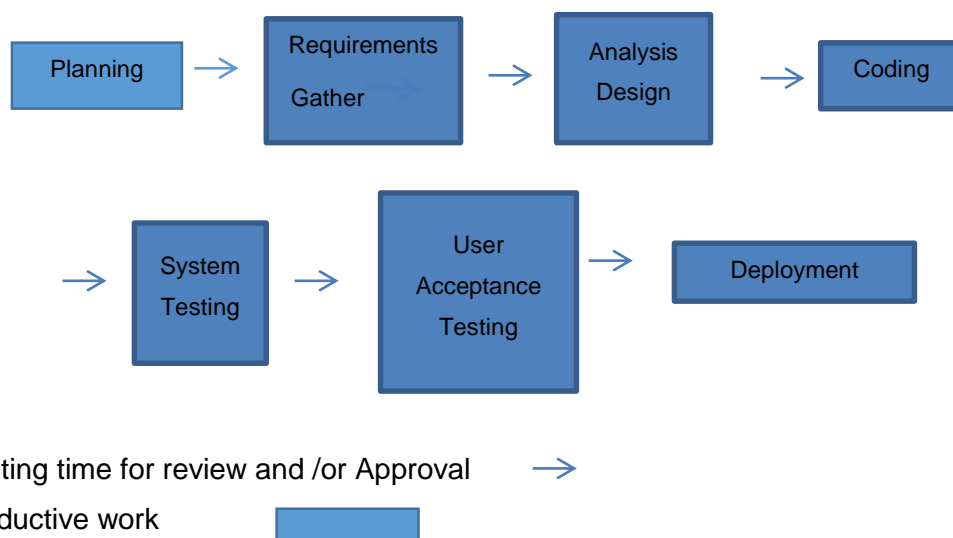 Planning
Requirements
Gather
Analysis
Design
Coding
System
Testing
User
Acceptance
Testing
Deployment
ting time for review and /or Approval
ductive work